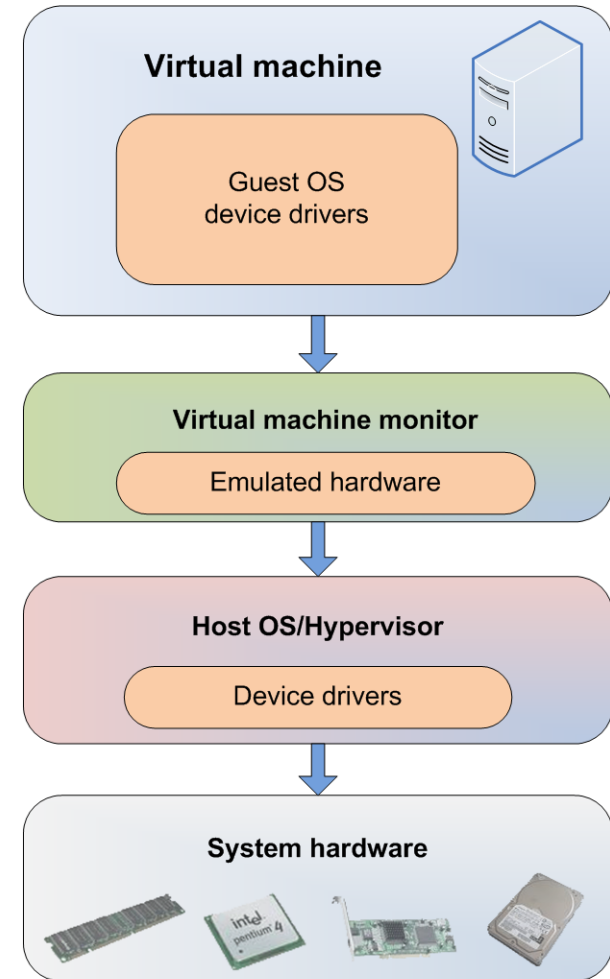 Virtual machine
Guest OS
device drivers
Virtual machine monitor
Emulated hardware
Host OS/Hypervisor
Device drivers
System hardware
intel
pentium 4